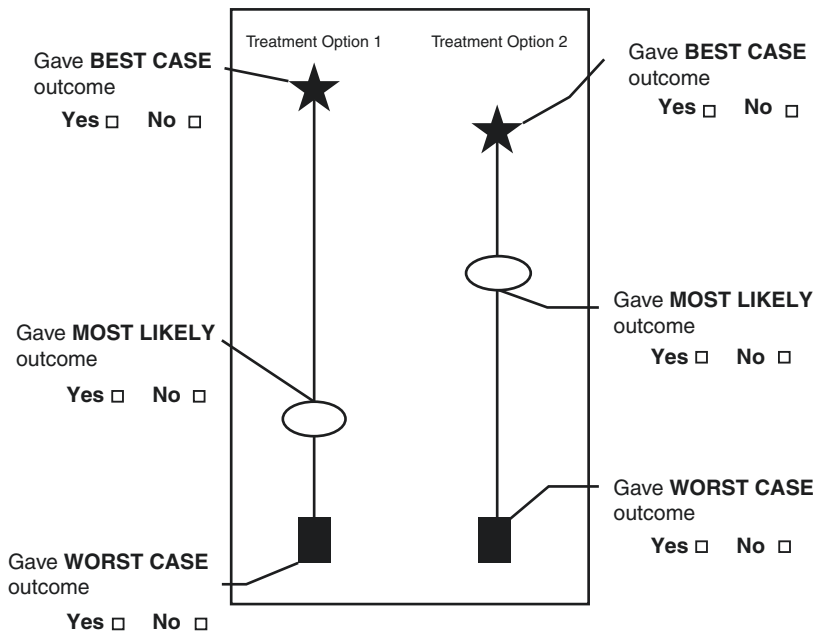 Treatment Option 1
Treatment Option 2
Gave BEST CASE
outcome
Yes □ No □
Gave MOST LIKELY
outcome
Yes □ No □
Gave WORST CASE
outcome
Yes □ No □
Gave BEST CASE
outcome
Yes □ No □
Gave MOST LIKELY
outcome
Yes □ No □
Gave WORST CASE
outcome
Yes □ No □